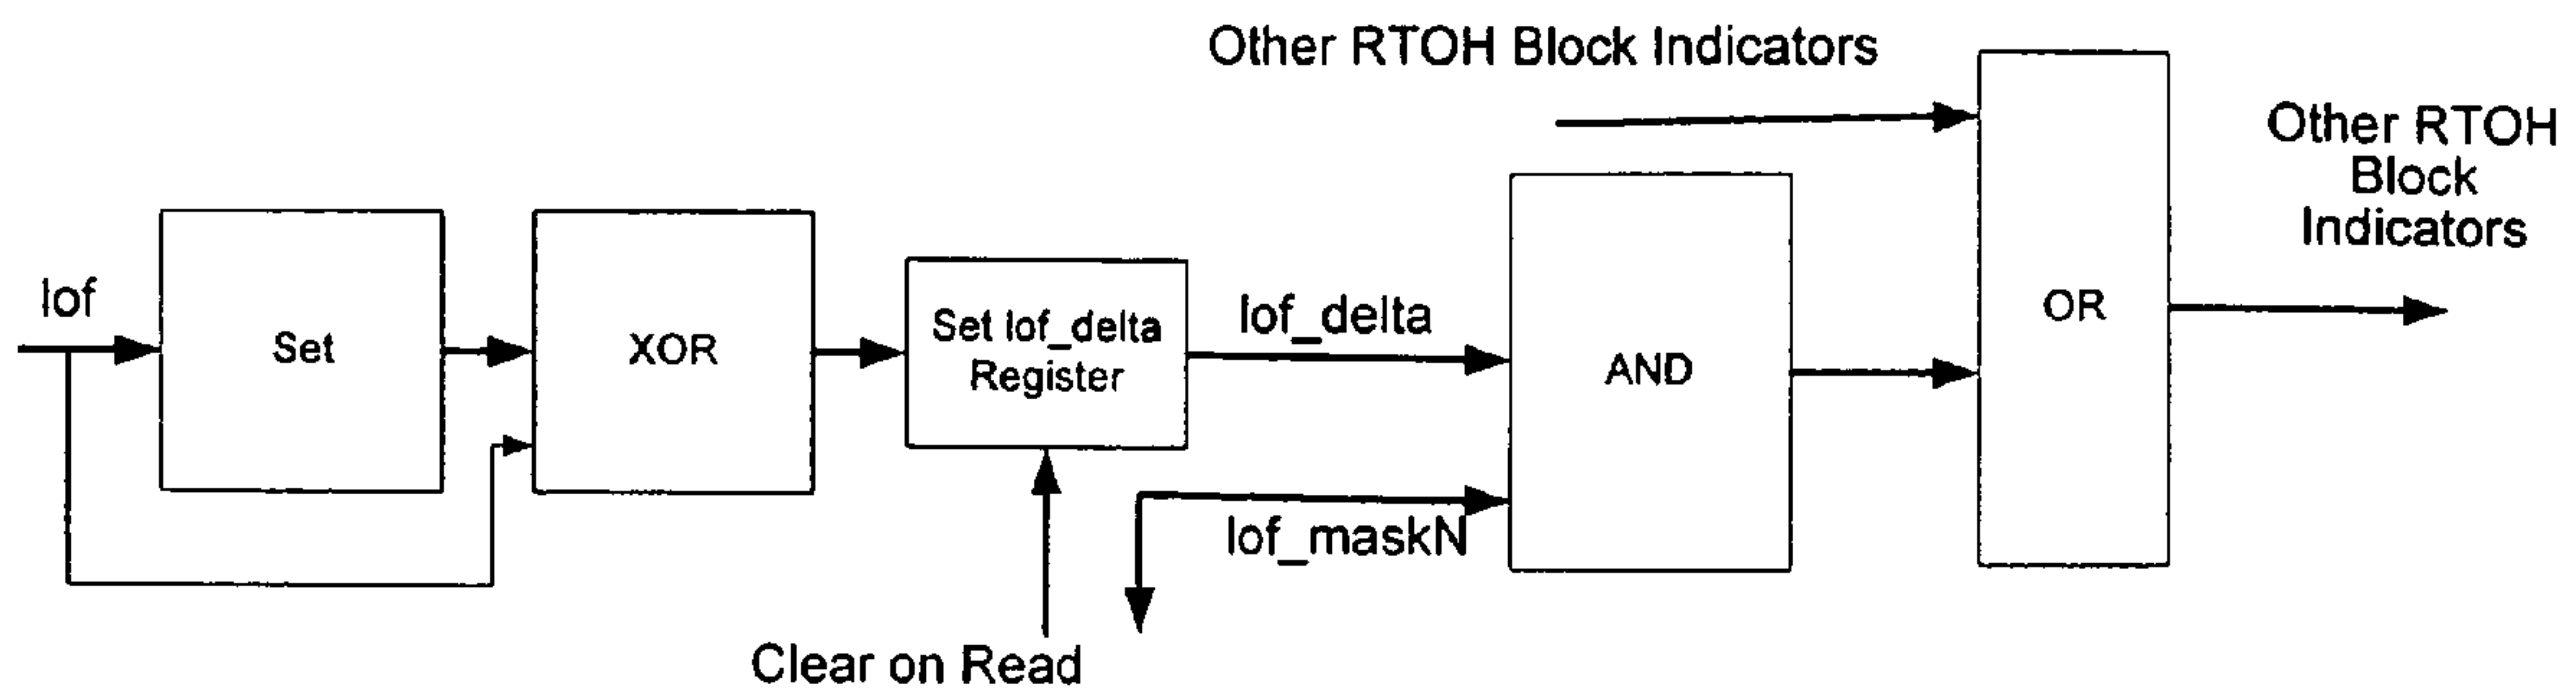 Other RTOH Block Indicators
Other RTOH
Block
Indicators
lof
Set
XOR
Set lof_delta
Register
lof_delta
AND
OR
lof_maskN
Clear on Read